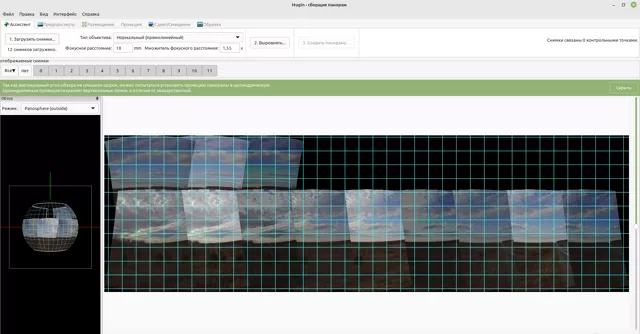 Hugin - сборщик панорам
Файл Правка Вид Интерфейс Справка
Ассистент Предпросмотр Размещение Проекция Сдвиг/Смещение Обрезка
1. Загрузить снимки... Тип объектива: Нормальный (прямолинейный) 2. Выровнять... 3. Создать панораму...
12 снимков загружено. Фокусное расстояние: 18 mm Множитель фокусного расстояния: 1,55 x
Снимки связаны 0 контрольными точками.
отображаемые снимки
Все Нет 0 1 2 3 4 5 6 7 8 9 10 11
Скрыть
Обзор
Режим: Panosphere (outside)